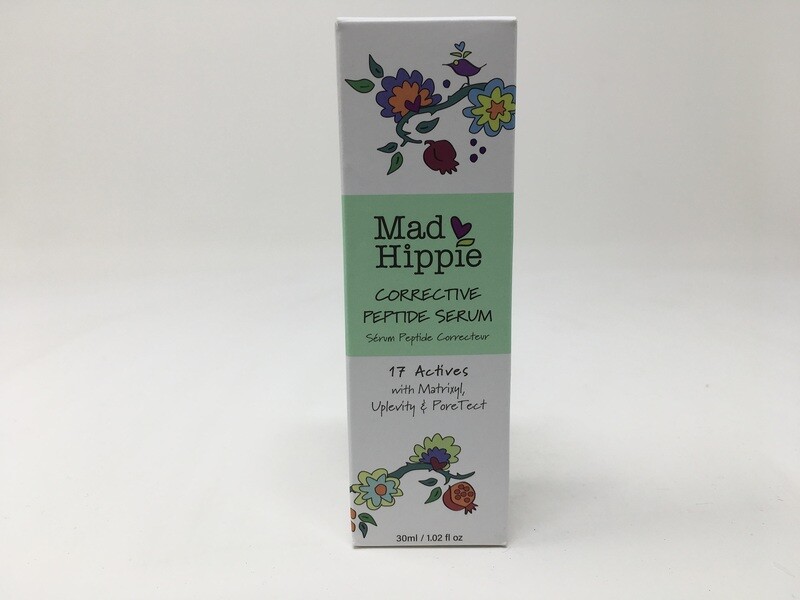 Mad
Hippie
CORRECTIVE
PEPTIDE SERUM
Sérum Peptide Correcteur
17 Actives
with Matrixyl,
Uplevity & PoreTect
30ml / 1.02 fl oz